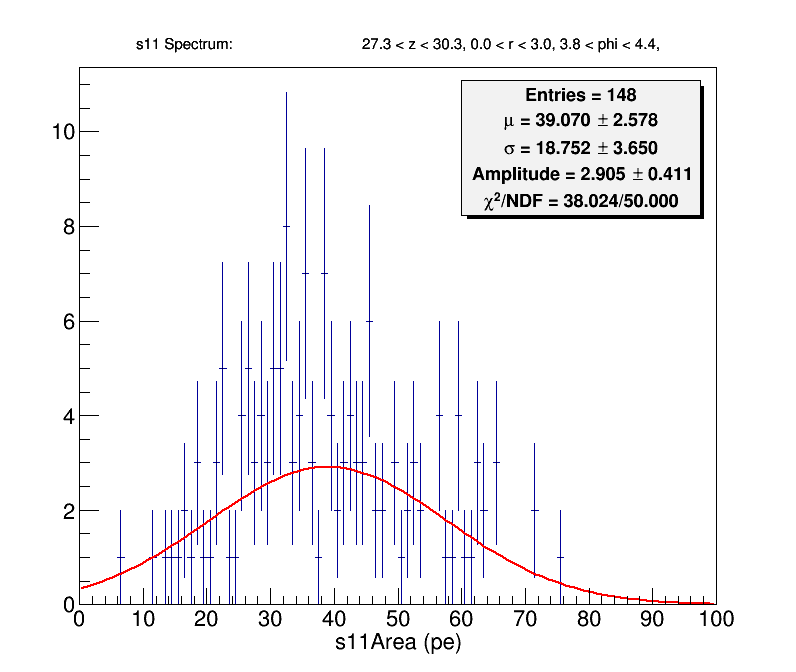 s11 Spectrum: 27.3 < z < 30.3, 0.0 < r < 3.0, 3.8 < phi < 4.4,
Entries = 148
μ = 39.070 ± 2.578
σ = 18.752 ± 3.650
Amplitude = 2.905 ± 0.411
χ²/NDF = 38.024/50.000
10
8
6
4
2
0
0 10 20 30 40 50 60 70 80 90 100
s11Area (pe)